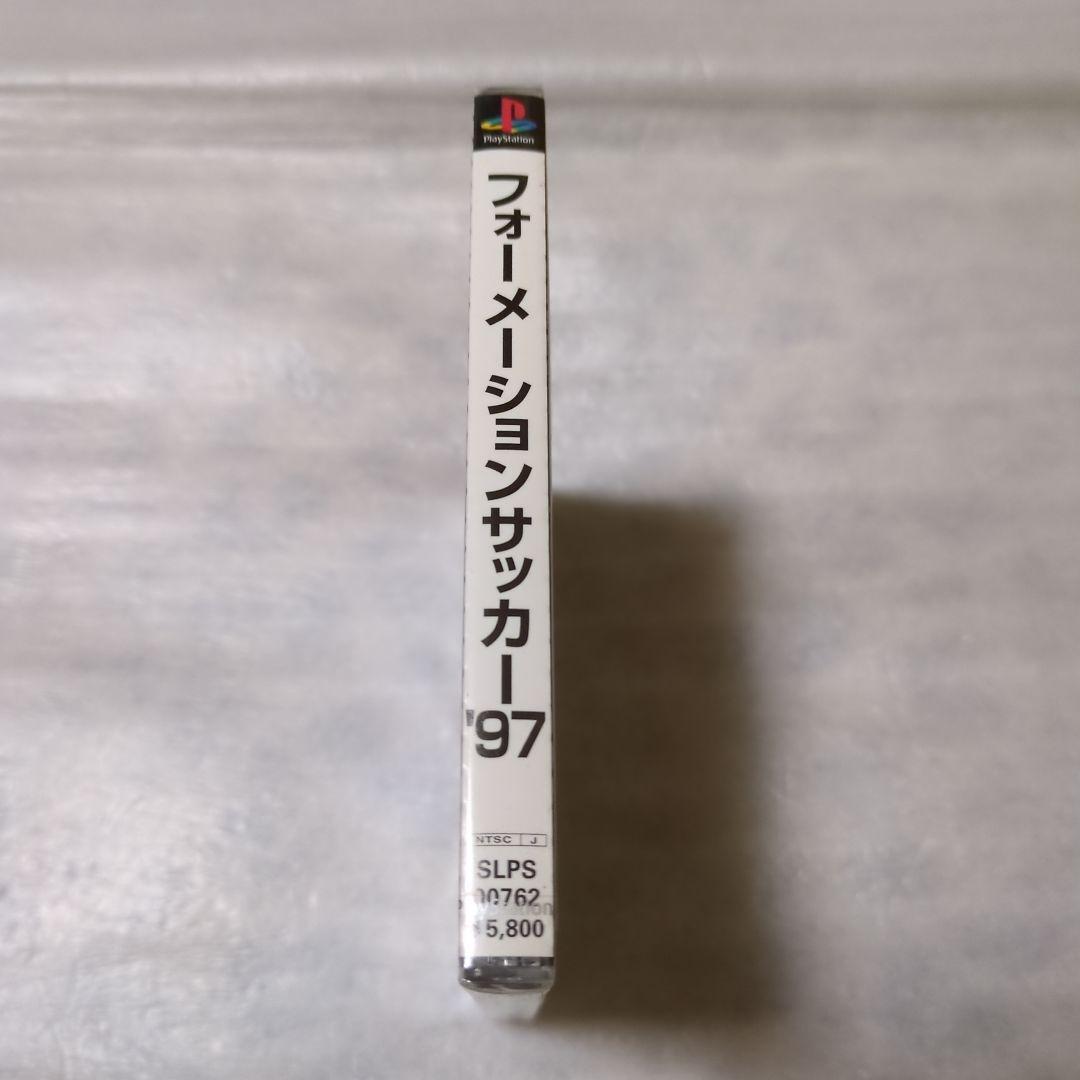 PlayStation
フォーメーションサッカー
'97
NTSC J
SLPS
00762
¥5,800